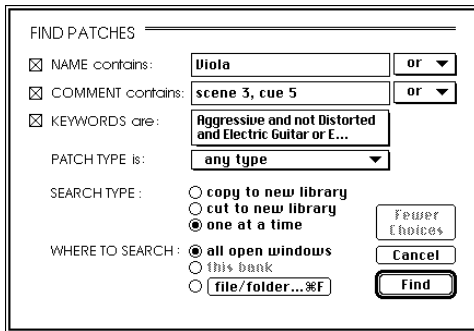 FIND PATCHES
NAME contains: Viola or
COMMENT contains: scene 3, cue 5 or
KEYWORDS are: Aggressive and not Distorted
and Electric Guitar or E...
PATCH TYPE is: any type
SEARCH TYPE: copy to new library
cut to new library
one at a time
Fewer
Choices
WHERE TO SEARCH: all open windows
Cancel
this bank
file/folder...⌘F
Find